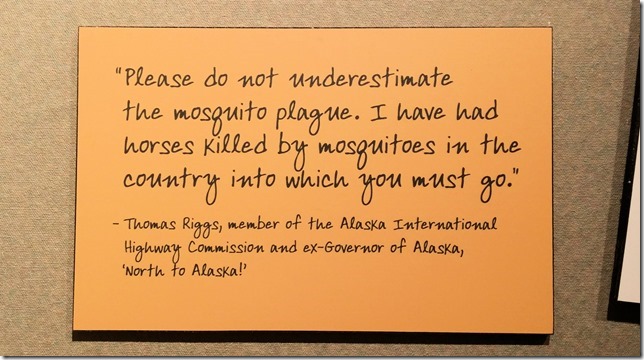 "Please do not underestimate
the mosquito plague. I have had
horses killed by mosquitoes in the
country into which you must go."
- Thomas Riggs, member of the Alaska International
Highway Commission and ex-Governor of Alaska,
'North to Alaska!'